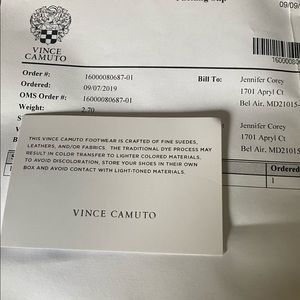 09/09
VINCE
CAMUTO
16000080
Order #: 16000080687-01
Ordered: 09/07/2019
OMS Order #: 16000080687-01
Weight: 2.70
Bill To: Jennifer Corey
1701 Apryl Ct
Bel Air, MD21015
Jennifer Corey
1701 Apryl Ct
Bel Air, MD21015-
Ordered
1
THIS VINCE CAMUTO FOOTWEAR IS CRAFTED OF FINE SUEDES,
LEATHERS, AND/OR FABRICS. THE TRADITIONAL DYE PROCESS MAY
RESULT IN COLOR TRANSFER TO LIGHTER COLORED MATERIALS.
TO AVOID DISCOLORATION, STORE YOUR SHOES IN THEIR OWN
BOX AND AVOID CONTACT WITH LIGHT-TONED MATERIALS.
VINCE CAMUTO